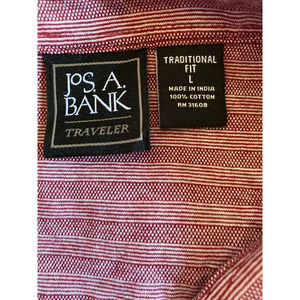 JOS. A.
BANK
TRAVELER
TRADITIONAL
FIT
L
MADE IN INDIA
100% COTTON
RN 31608